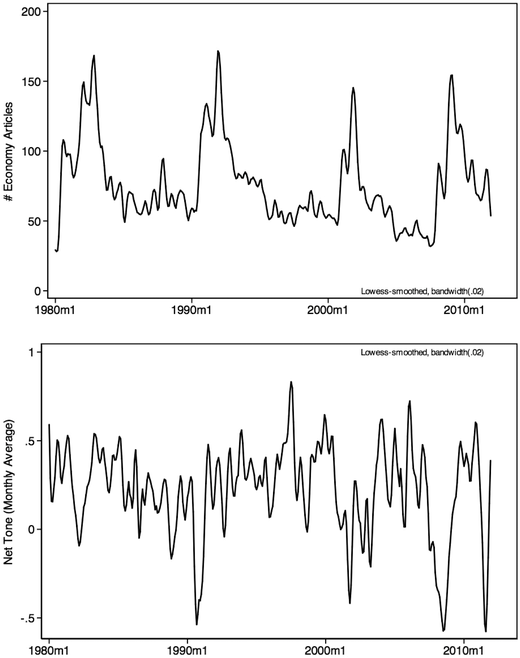 200
150
100
50
0
# Economy Articles
Lowess-smoothed, bandwidth(.02)
1980m1 1990m1 2000m1 2010m1
Lowess-smoothed, bandwidth(.02)
1
.5
0
-.5
Net Tone (Monthly Average)
1980m1 1990m1 2000m1 2010m1